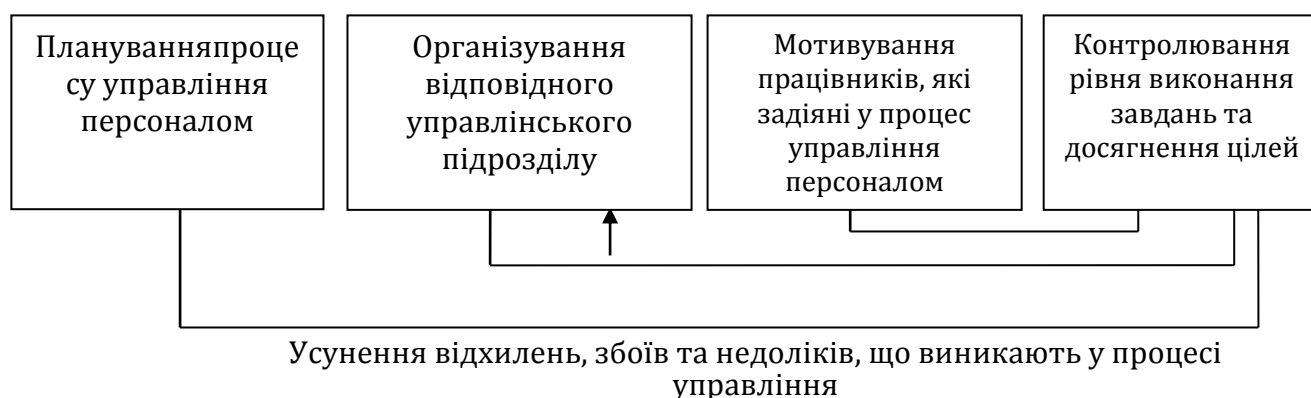 Плануванняпроце
су управління
персоналом
Організування
відповідного
управлінського
підрозділу
Мотивування
працівників, які
задіяні у процес
управління
персоналом
Контролювання
рівня виконання
завдань та
досягнення цілей
Усунення відхилень, збоїв та недоліків, що виникають у процесі
управління